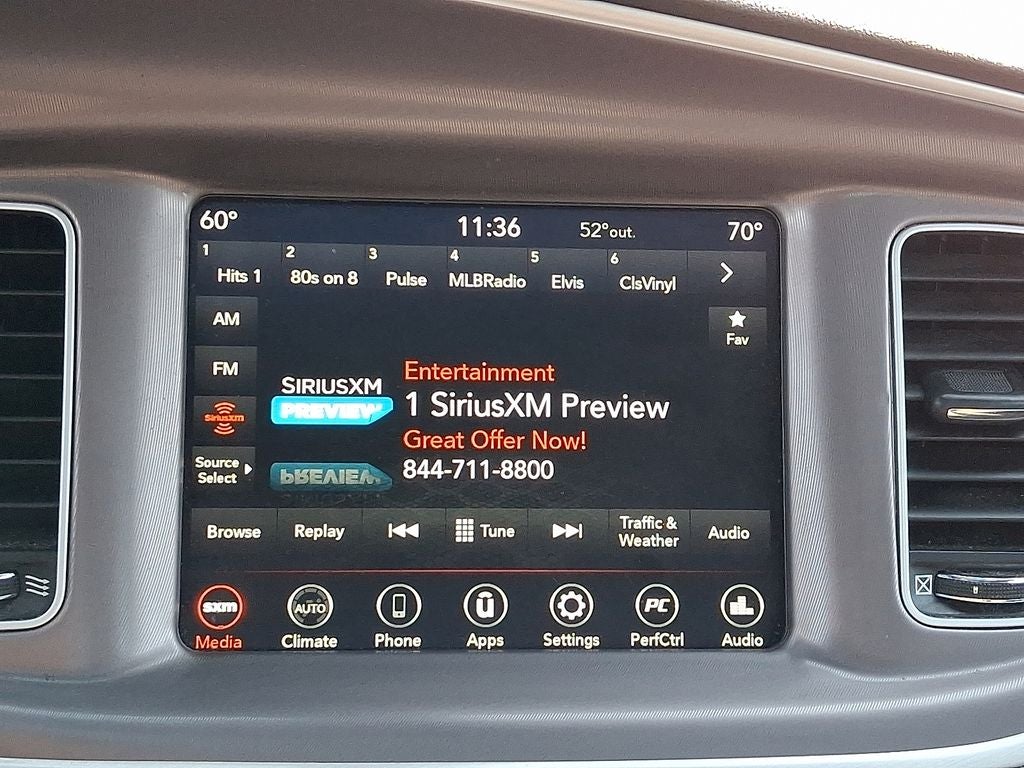 60° 11:36 52°out. 70°
1 2 3 4 5 6
Hits 1 80s on 8 Pulse MLBRadio Elvis ClsVinyl
AM
Fav
FM
SiriusXM
Source
Select
SIRIUSXM
PREVIEW
Entertainment
1 SiriusXM Preview
Great Offer Now!
844-711-8800
Browse Replay Tune Traffic & Weather Audio
sxm AUTO PC
Media Climate Phone Apps Settings PerfCtrl Audio